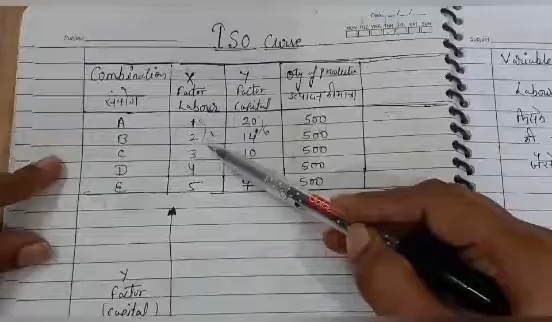 ISO Curve
Combination X Y Qty of Production
संयोग Factor Factor उत्पादन की मात्रा
Labour Capital
A 1 20 500
B 2 14 500
C 3 10 500
D 4 500
E 5 7 500
Y
Factor
(capital)
Variable
Labour